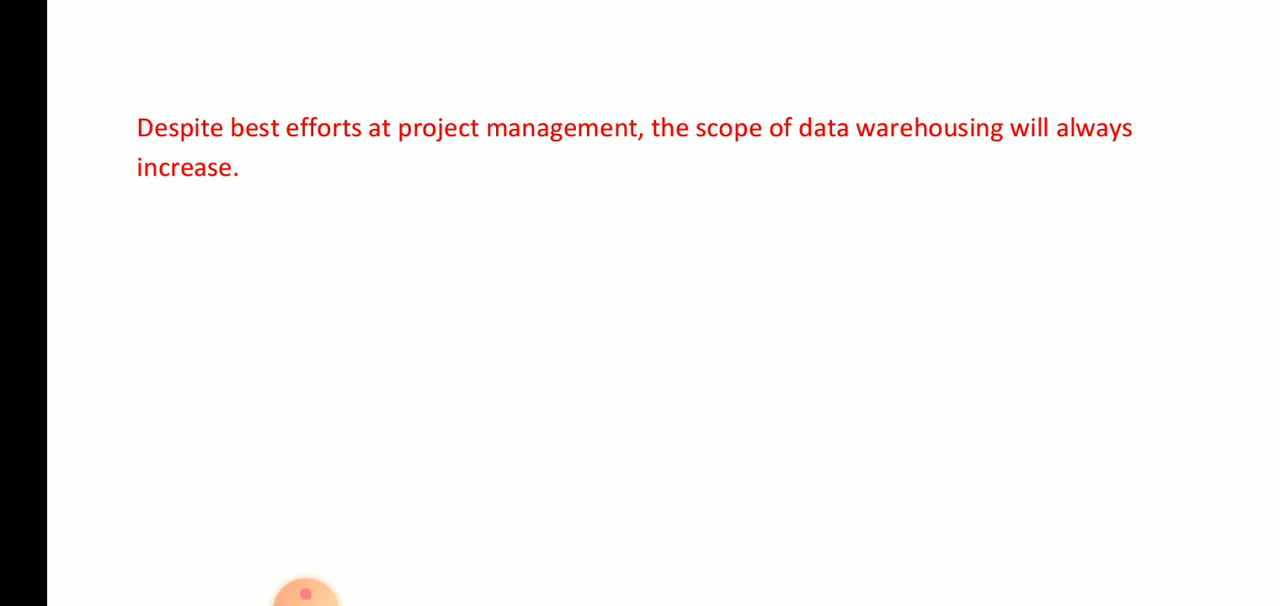 Despite best efforts at project management, the scope of data warehousing will always
increase.